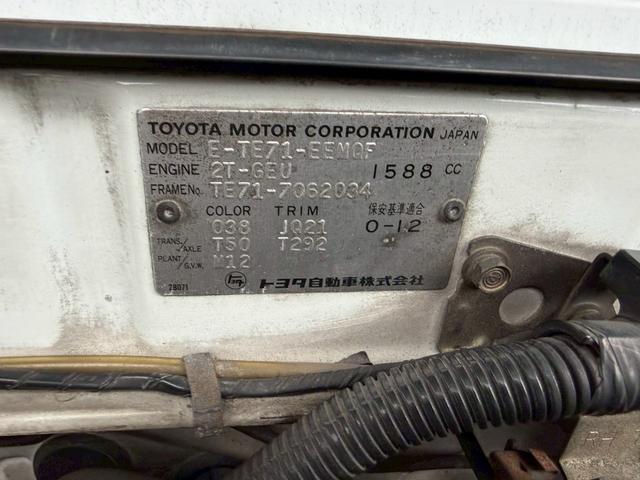 TOYOTA MOTOR CORPORATION JAPAN
MODEL E-TE71-EEMQF
ENGINE 2T-GEU 1588 CC
FRAME No. TE71-7062034
COLOR TRIM 保安基準適合
038 JQ21 0-12
TRANS./AXLE T50 T292
PLANT/G.V.W. M12
28071 トヨタ自動車株式会社